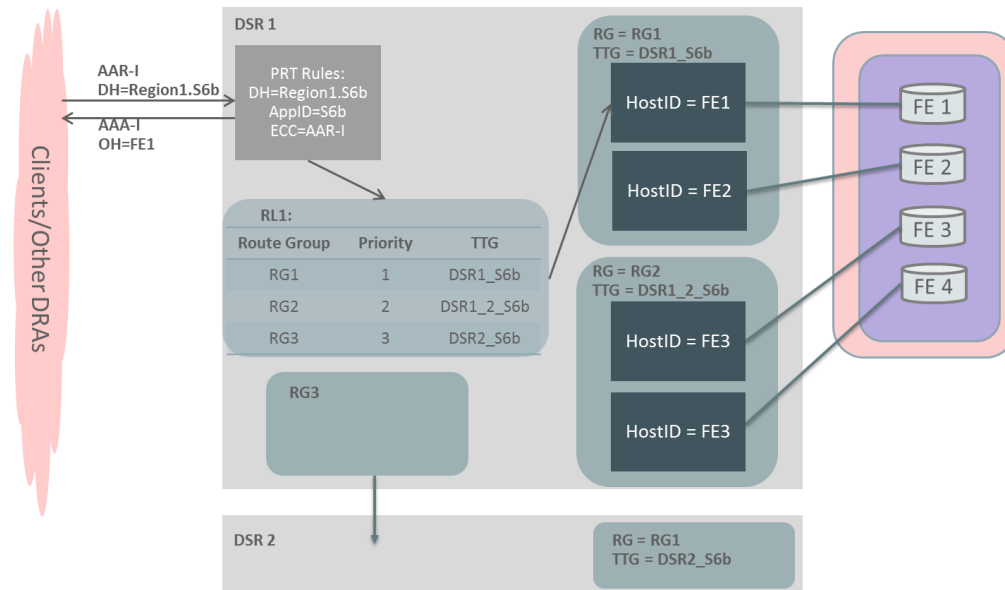 DSR 1
AAR-I
DH=Region1.S6b
AAA-I
OH=FE1
Clients/Other DRAs
PRT Rules:
DH=Region1.S6b
AppID=S6b
ECC=AAR-I
RL1:
Route Group Priority TTG
RG1 1 DSR1_S6b
RG2 2 DSR1_2_S6b
RG3 3 DSR2_S6b
RG3
RG = RG1
TTG = DSR1_S6b
HostID = FE1
HostID = FE2
RG = RG2
TTG = DSR1_2_S6b
HostID = FE3
HostID = FE3
FE 1
FE 2
FE 3
FE 4
DSR 2
RG = RG1
TTG = DSR2_S6b